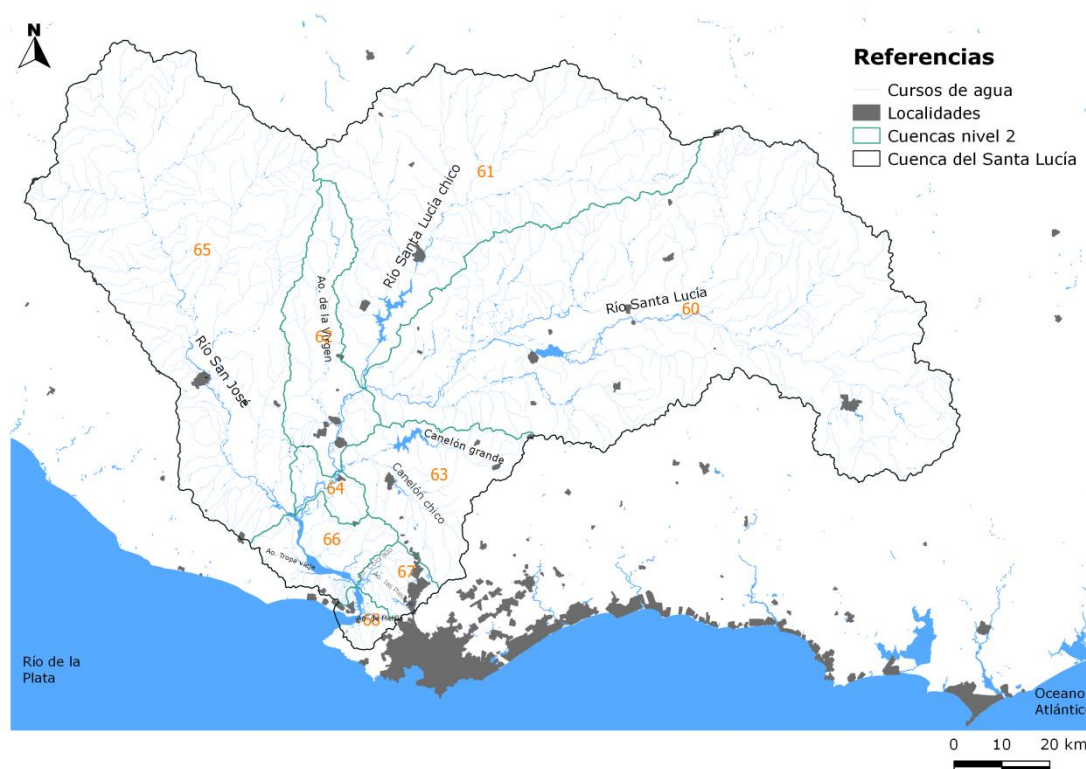 N
Referencias
Cursos de agua
Localidades
Cuencas nivel 2
Cuenca del Santa Lucía
61
Río Santa Lucía chico
65
Ao. de la Virgen
Río Santa Lucía
60
62
Río San José
Canelón grande
63
Canelón chico
64
66
Ao. Tropa vieja
67
68
Río de la
Plata
Oceano
Atlántico
0 10 20 km